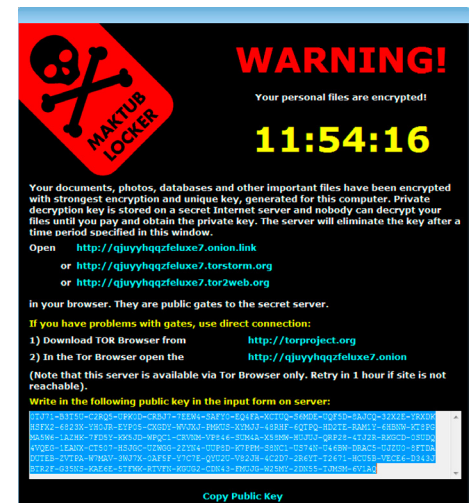 MAKTUB
LOCKER
WARNING!
Your personal files are encrypted!
11:54:16
Your documents, photos, databases and other important files have been encrypted
with strongest encryption and unique key, generated for this computer. Private
decryption key is stored on a secret Internet server and nobody can decrypt your
files until you pay and obtain the private key. The server will eliminate the key after a
time period specified in this window.
Open http://qjuyyhqqzfeluxe7.onion.link
or http://qjuyyhqqzfeluxe7.torstorm.org
or http://qjuyyhqqzfeluxe7.tor2web.org
in your browser. They are public gates to the secret server.
If you have problems with gates, use direct connection:
1) Download TOR Browser from http://torproject.org
2) In the Tor Browser open the http://qjuyyhqqzfeluxe7.onion
(Note that this server is available via Tor Browser only. Retry in 1 hour if site is not
reachable).
Write in the following public key in the input form on server:
Copy Public Key